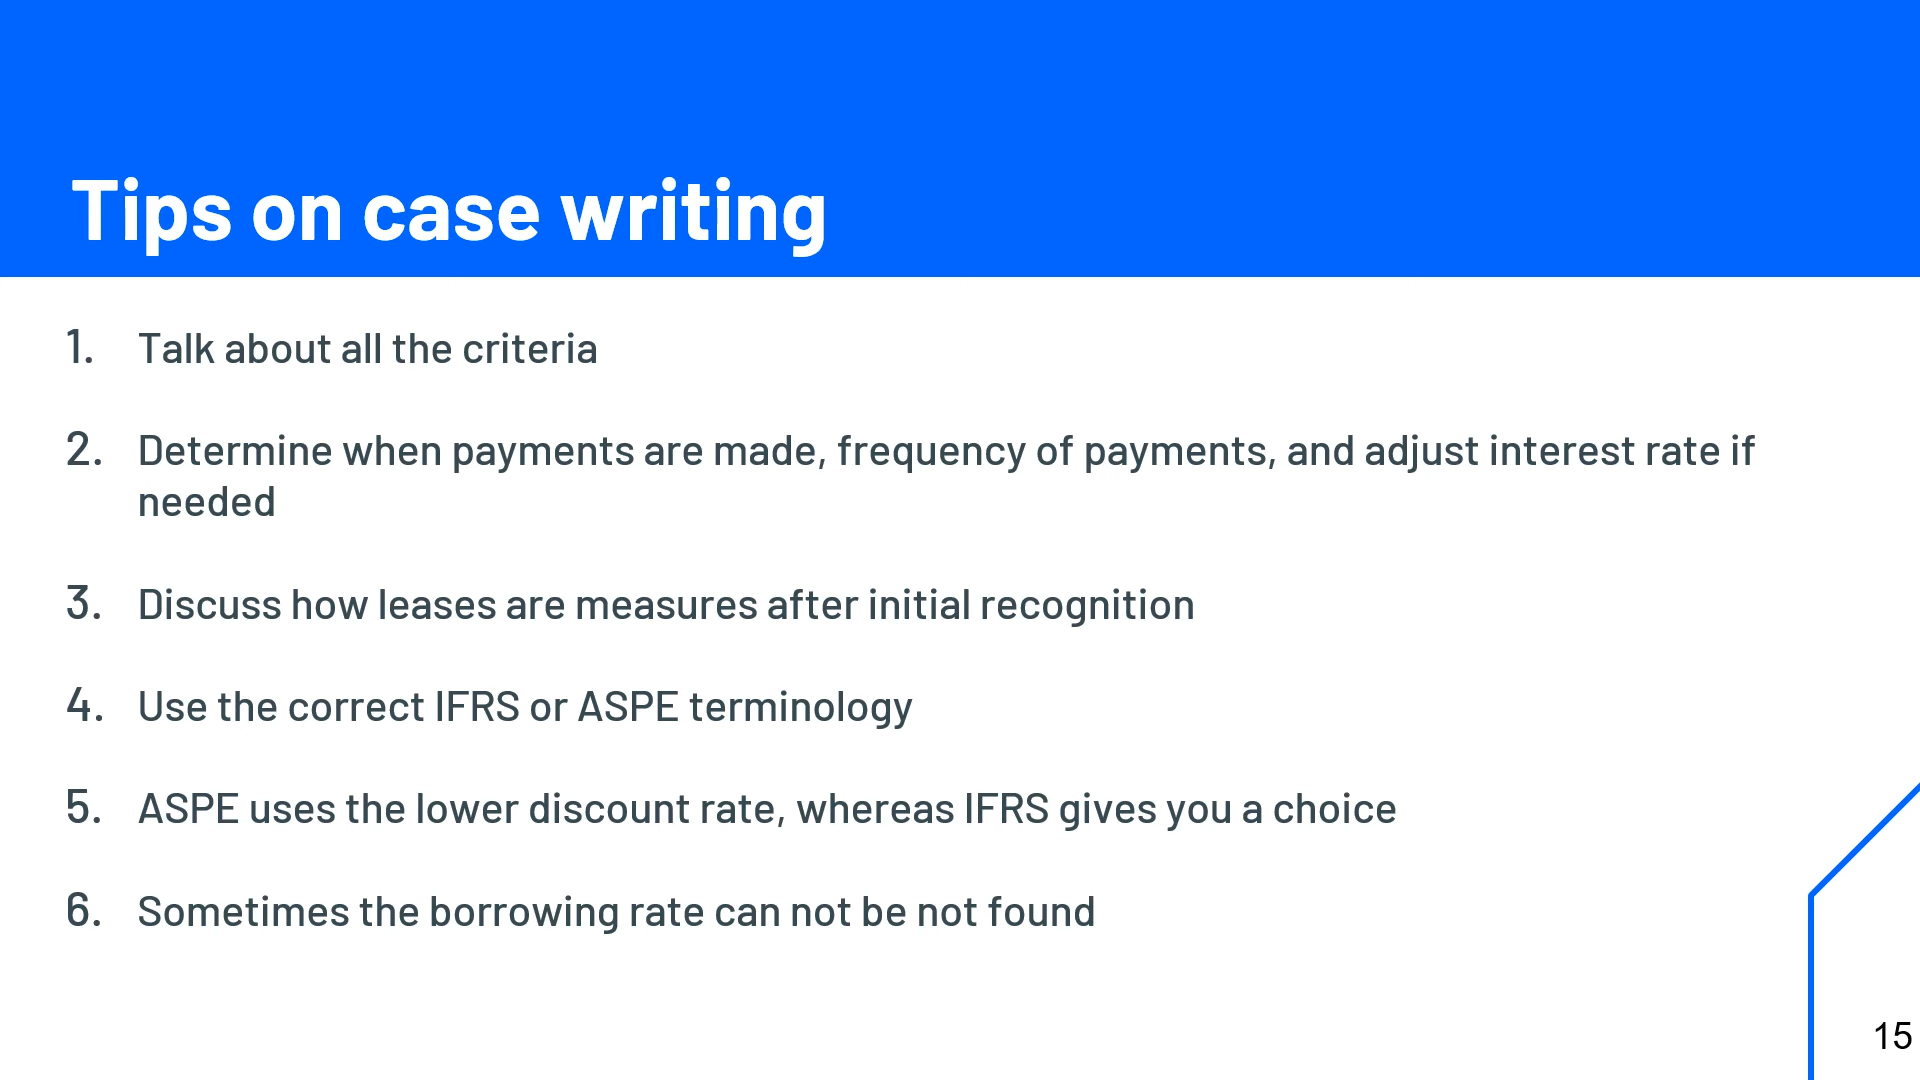 Tips on case writing
1. Talk about all the criteria
2. Determine when payments are made, frequency of payments, and adjust interest rate if
needed
3. Discuss how leases are measures after initial recognition
4. Use the correct IFRS or ASPE terminology
5. ASPE uses the lower discount rate, whereas IFRS gives you a choice
6. Sometimes the borrowing rate can not be not found
15